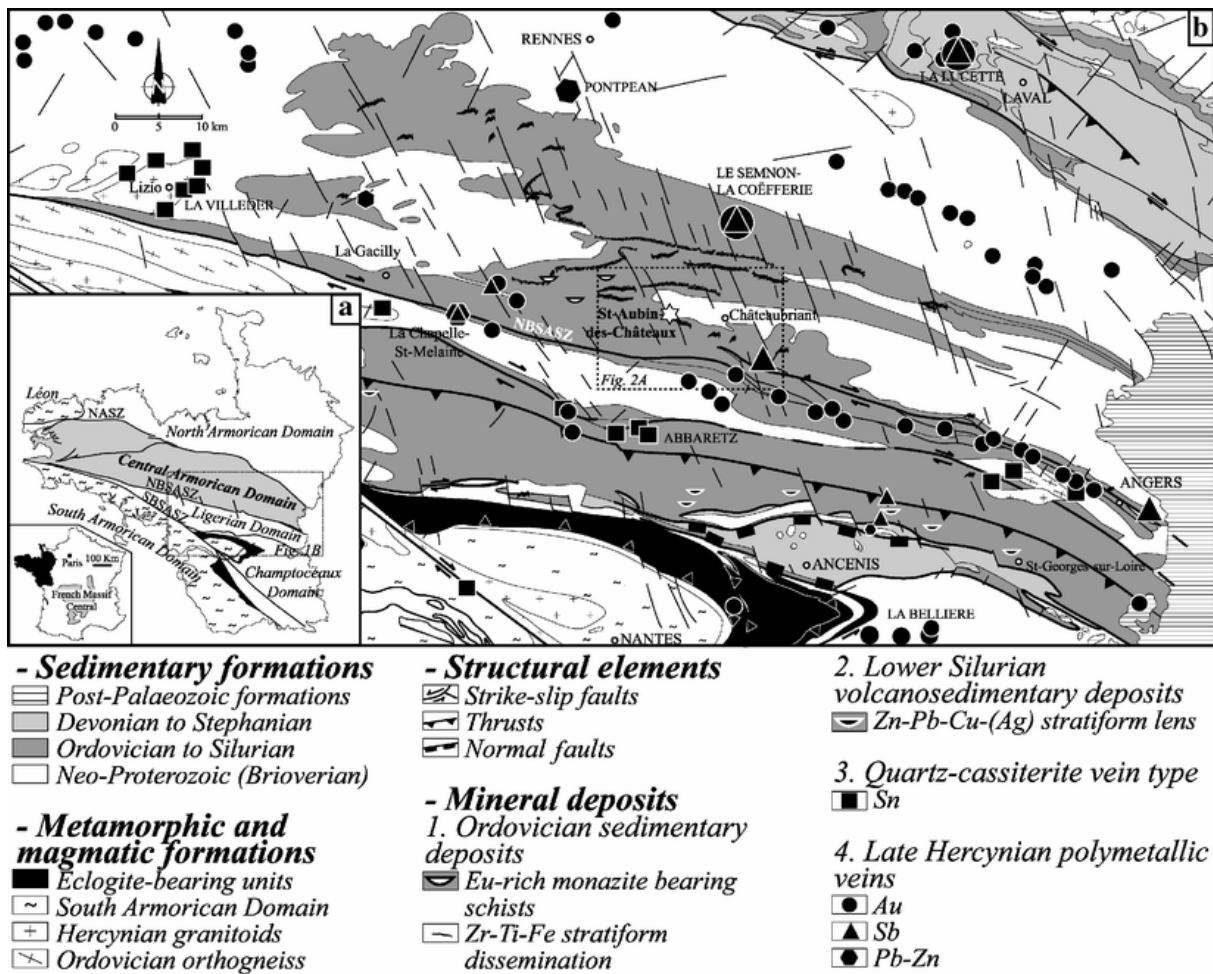 b
RENNES
PONTPEAN
LA LUCETTE
LAVAL
N
0 5 10 km
Lizio
LA VILLEDER
LE SEMNON-
LA COËFFERIE
La Gacilly
NBSASZ
St-Aubin
des-Châteaux
Châteaubriant
La Chapelle-
St-Melaine
Fig. 2A
ABBARETZ
ANGERS
ANCENIS
St-Georges sur-Loire
LA BELLIERE
NANTES
a
Léon
NASZ
North Armorican Domain
Central Armorican Domain
NBSASZ
SBSASZ
Ligerian Domain
South Armorican Domain
Fig. 1B
Champtoceaux
Domain
Paris
100 Km
French Massif
Central
- Sedimentary formations
Post-Palaeozoic formations
Devonian to Stephanian
Ordovician to Silurian
Neo-Proterozoic (Brioverian)
- Metamorphic and
magmatic formations
Eclogite-bearing units
South Armorican Domain
Hercynian granitoids
Ordovician orthogneiss
- Structural elements
Strike-slip faults
Thrusts
Normal faults
- Mineral deposits
1. Ordovician sedimentary
deposits
Eu-rich monazite bearing
schists
Zr-Ti-Fe stratiform
dissemination
2. Lower Silurian
volcanosedimentary deposits
Zn-Pb-Cu-(Ag) stratiform lens
3. Quartz-cassiterite vein type
Sn
4. Late Hercynian polymetallic
veins
Au
Sb
Pb-Zn